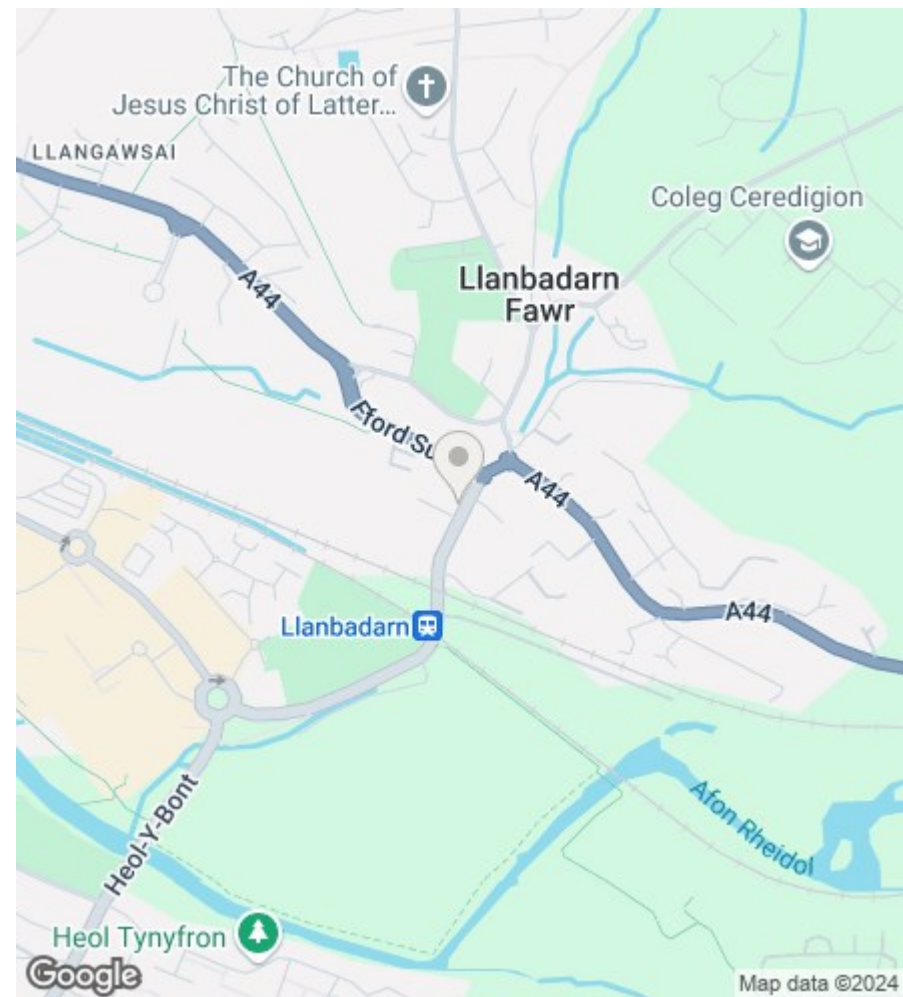 The Church of
Jesus Christ of Latter...
LLANGAWSAI
Coleg Ceredigion
Llanbadarn
Fawr
A44
A44
A44
Llanbadarn
Heol-Y-Bont
Afon Rheidol
Heol Tynyfron
Google
Map data ©2024